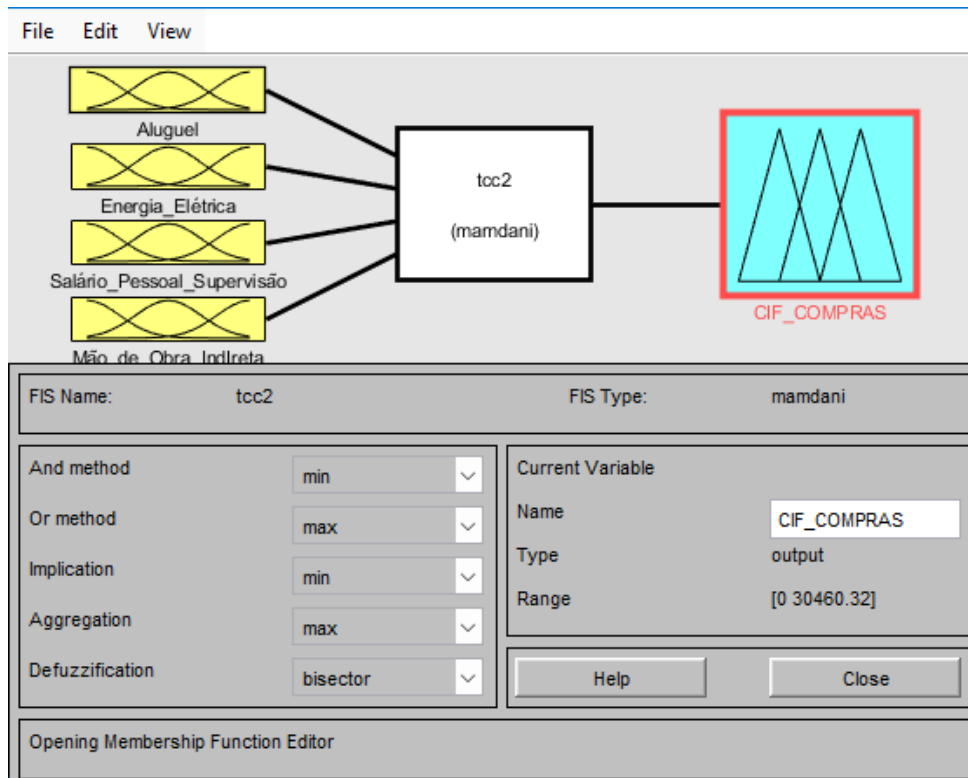 File Edit View
Aluguel
Energia_Elétrica
Salário_Pessoal_Supervisão
Mão_de_Obra_IndIreta
tcc2
(mamdani)
CIF_COMPRAS
FIS Name: tcc2 FIS Type: mamdani
And method min
Or method max
Implication min
Aggregation max
Defuzzification bisector
Current Variable
Name CIF_COMPRAS
Type output
Range [0 30460.32]
Help Close
Opening Membership Function Editor